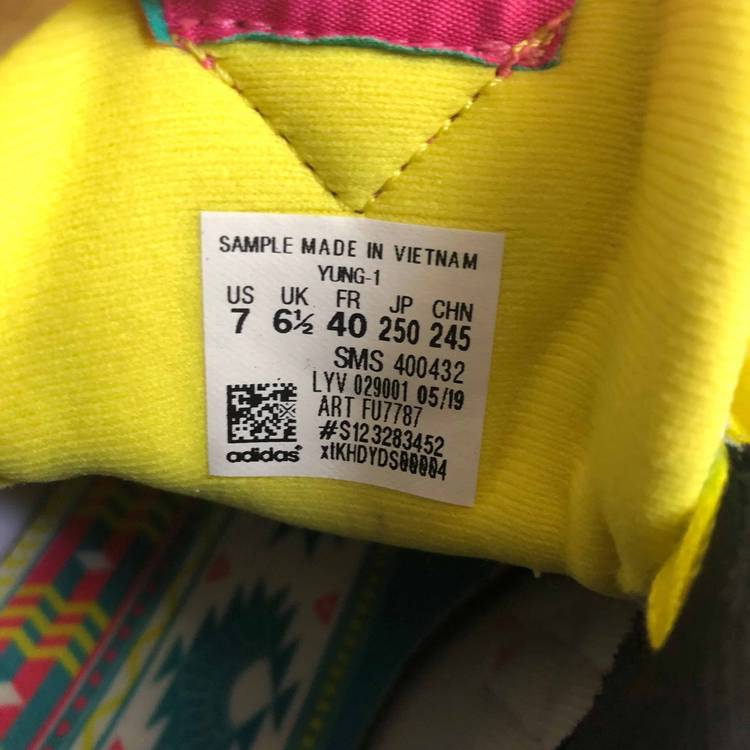 SAMPLE MADE IN VIETNAM
YUNG-1
US UK FR JP CHN
7 6½ 40 250 245
SMS 400432
LYV 029001 05/19
ART FU7787
#S123283452
adidas xtKHDYDS00004